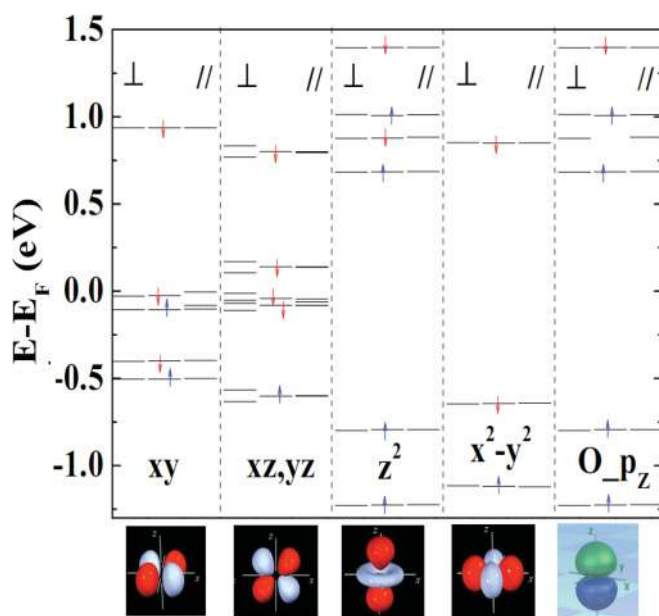 E-E_F (eV)
1.5
1.0
0.5
0.0
-0.5
-1.0
⊥ //
⊥ //
⊥ //
⊥ //
⊥ //
xy
xz,yz
z²
x²-y²
O_p_z
z
x
z
x
z
x
z
x
z
Y
X